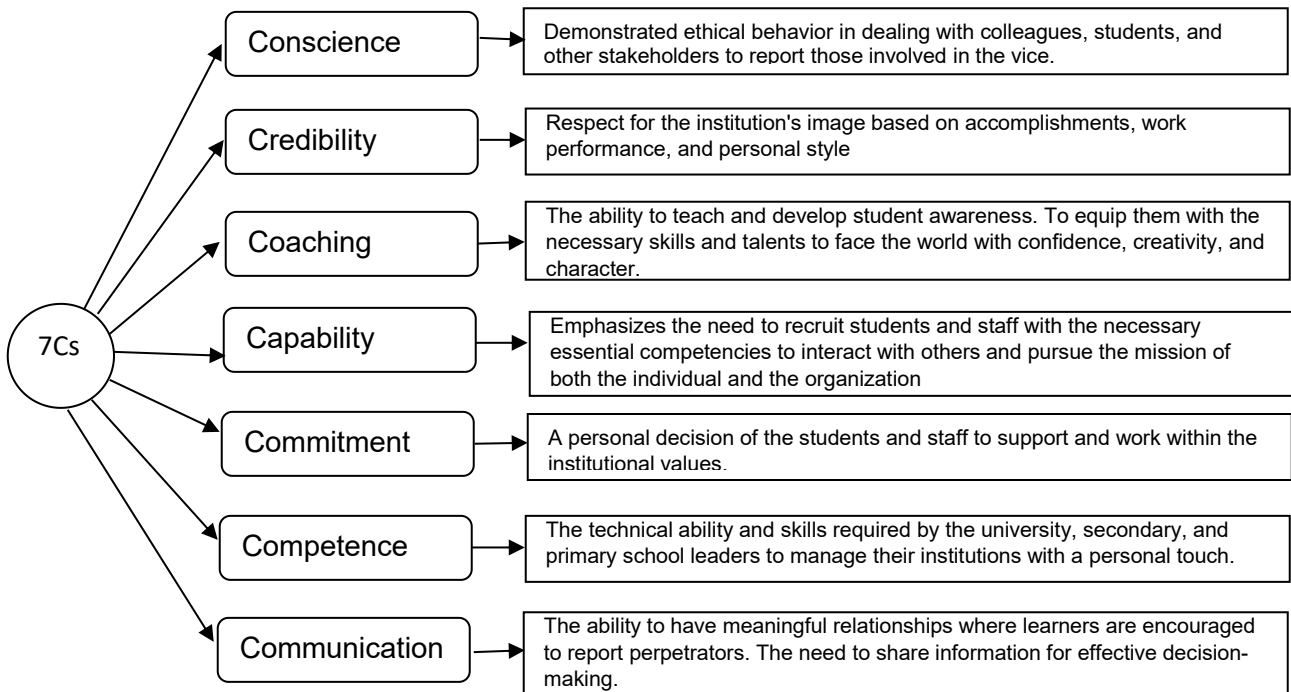 Conscience
Demonstrated ethical behavior in dealing with colleagues, students, and
other stakeholders to report those involved in the vice.
Credibility
Respect for the institution's image based on accomplishments, work
performance, and personal style
Coaching
The ability to teach and develop student awareness. To equip them with the
necessary skills and talents to face the world with confidence, creativity, and
character.
7Cs
Capability
Emphasizes the need to recruit students and staff with the necessary
essential competencies to interact with others and pursue the mission of
both the individual and the organization
Commitment
A personal decision of the students and staff to support and work within the
institutional values.
Competence
The technical ability and skills required by the university, secondary, and
primary school leaders to manage their institutions with a personal touch.
Communication
The ability to have meaningful relationships where learners are encouraged
to report perpetrators. The need to share information for effective decision-
making.